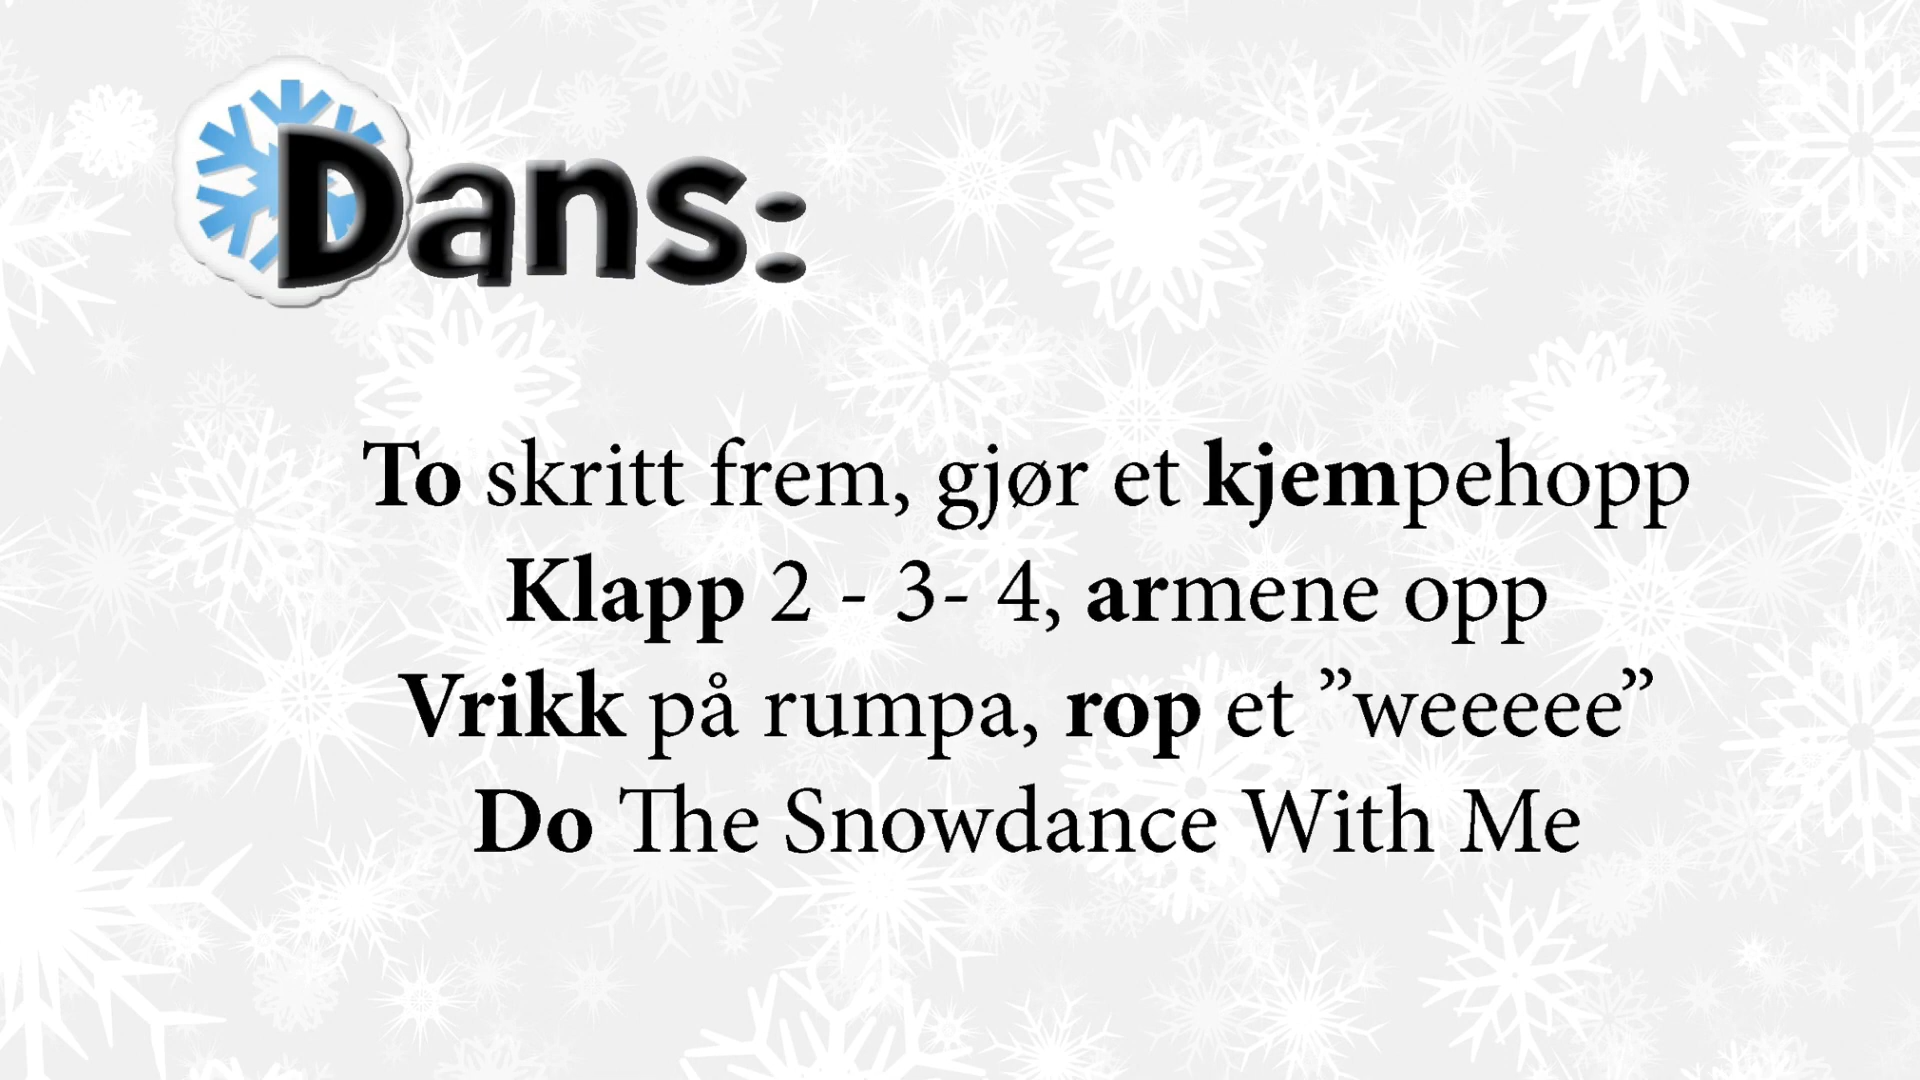 Dans:
To skritt frem, gjør et kjempehopp
Klapp 2 - 3- 4, armene opp
Vrikk på rumpa, rop et ”weeeee”
Do The Snowdance With Me